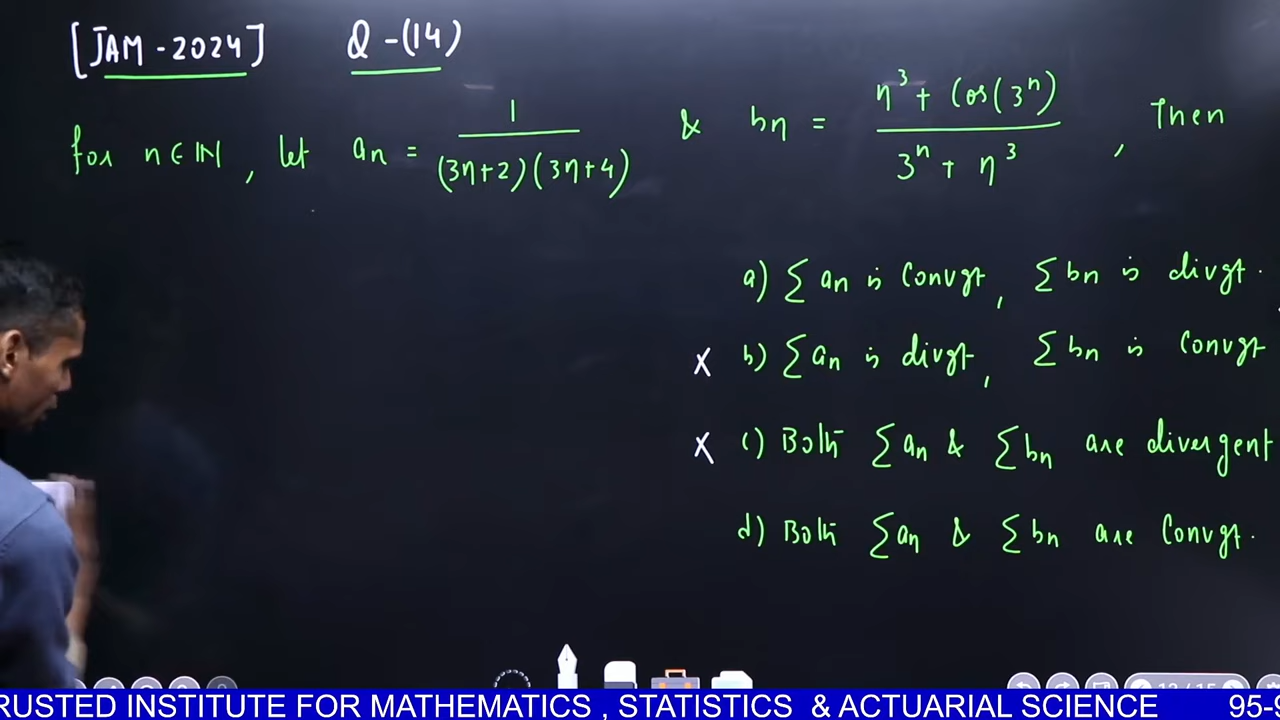 [JAM - 2024] Q - (14)
for n ∈ ℕ, let an = 1 / (3n+2)(3n+4) & bn = n³ + Cos(3ⁿ) / 3ⁿ + n³, Then
a) ∑ an is Convgt, ∑ bn is divgt.
X b) ∑ an is divgt, ∑ bn is Convgt
X c) Both ∑ an & ∑ bn are divergent
d) Both ∑ an & ∑ bn are Convgt.
RUSTED INSTITUTE FOR MATHEMATICS , STATISTICS & ACTUARIAL SCIENCE 95-9